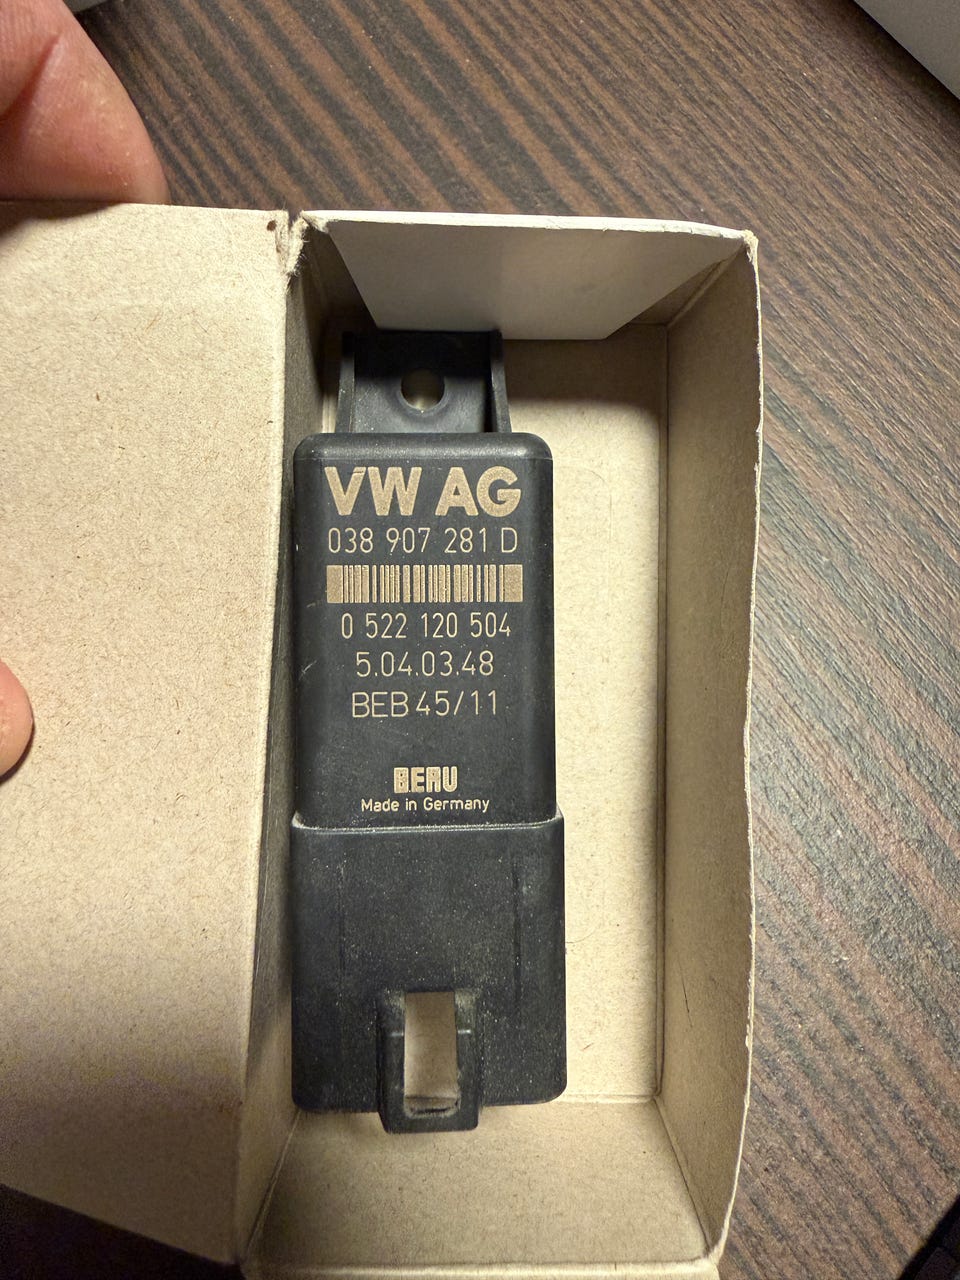 VW AG
038 907 281 D
0 522 120 504
5.04.03.48
BEB 45/11
BERU
Made in Germany